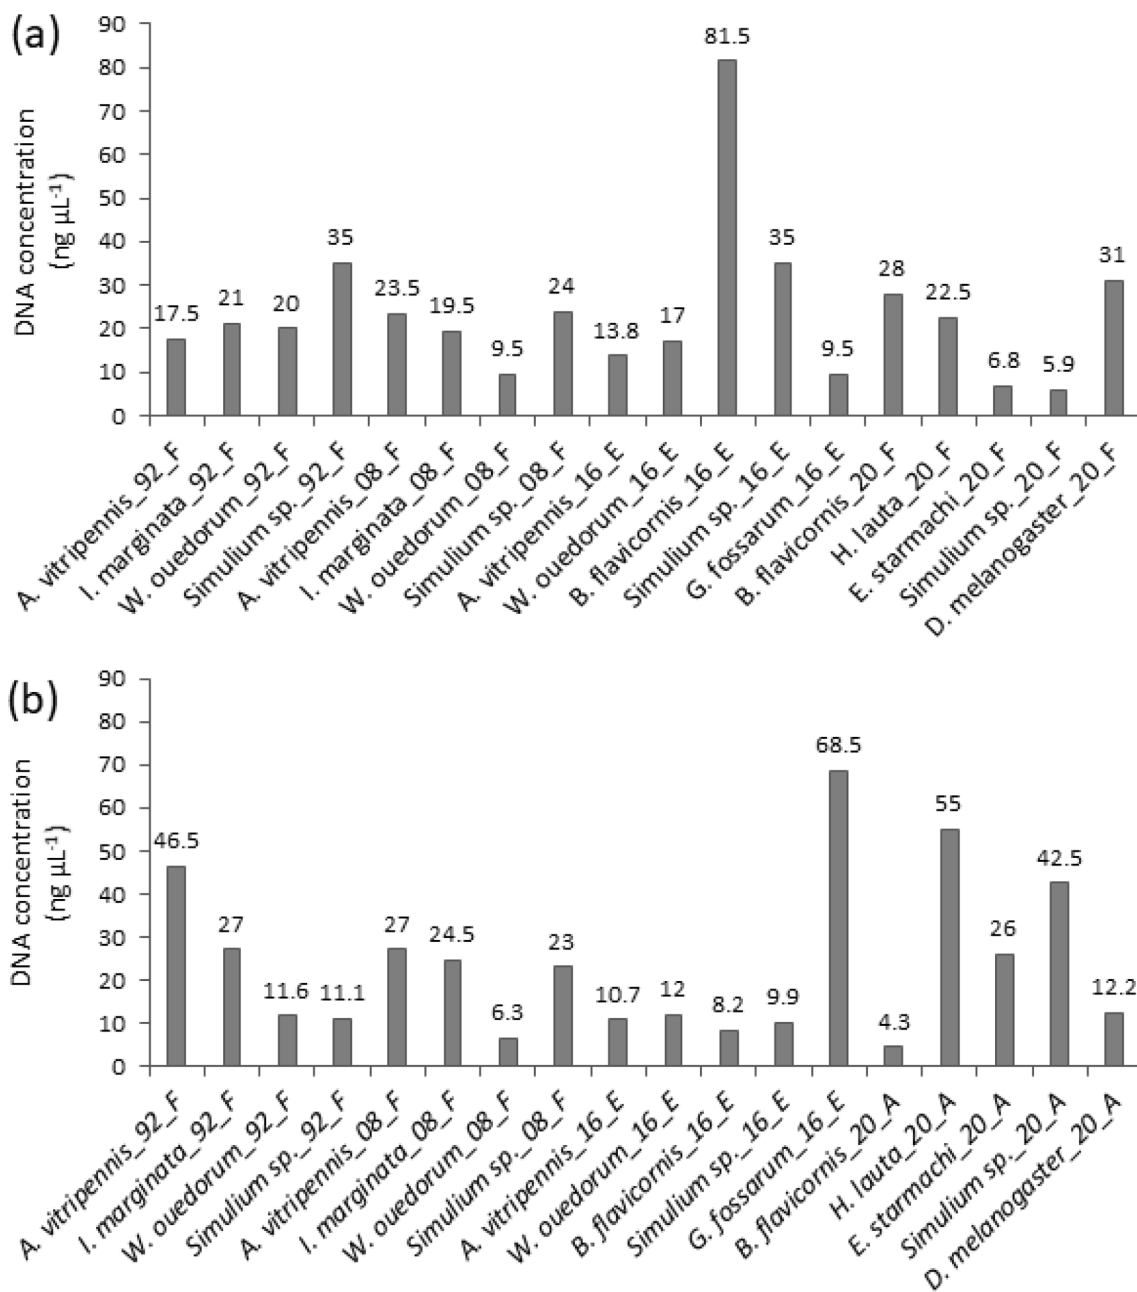 (a)
DNA concentration
(ng µL-1)
90
80
70
60
50
40
30
20
10
0
17.5
21
20
35
23.5
19.5
9.5
24
13.8
17
81.5
35
9.5
28
22.5
6.8
5.9
31
A. vitripennis_92_F
I. marginata_92_F
W. ouedorum_92_F
Simulium sp._92_F
A. vitripennis_08_F
I. marginata_08_F
W. ouedorum_08_F
Simulium sp._08_F
A. vitripennis_16_E
W. ouedorum_16_E
B. flavicornis_16_E
Simulium sp._16_E
G. fossarum_16_E
B. flavicornis_20_F
H. lauta_20_F
E. starmachi_20_F
Simulium sp._20_F
D. melanogaster_20_F
(b)
DNA concentration
(ng µL-1)
90
80
70
60
50
40
30
20
10
0
46.5
27
11.6
11.1
27
24.5
6.3
23
10.7
12
8.2
9.9
68.5
4.3
55
26
42.5
12.2
A. vitripennis_92_F
I. marginata_92_F
W. ouedorum_92_F
Simulium sp._92_F
A. vitripennis_08_F
I. marginata_08_F
W. ouedorum_08_F
Simulium sp._08_F
A. vitripennis_16_E
W. ouedorum_16_E
B. flavicornis_16_E
Simulium sp._16_E
G. fossarum_16_E
B. flavicornis_20_A
H. lauta_20_A
E. starmachi_20_A
Simulium sp._20_A
D. melanogaster_20_A